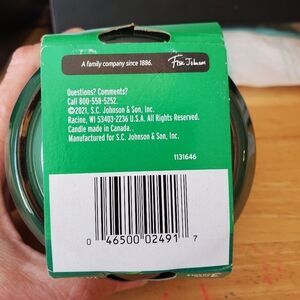 A family company since 1886.
Fisk Johnson
Questions? Comments?
Call 800-558-5252.
©2021, S.C. Johnson & Son, Inc.
Racine, WI 53403-2236 U.S.A. All Rights Reserved.
Candle made in Canada.
Manufactured for S.C. Johnson & Son, Inc.
1131646
0 46500 02491 7